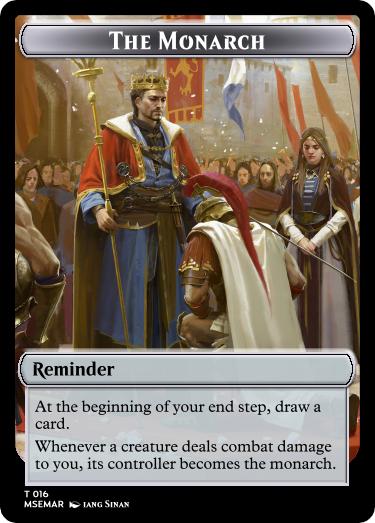 THE MONARCH
Reminder
At the beginning of your end step, draw a
card.
Whenever a creature deals combat damage
to you, its controller becomes the monarch.
T 016
MSEMAR IANG SINAN